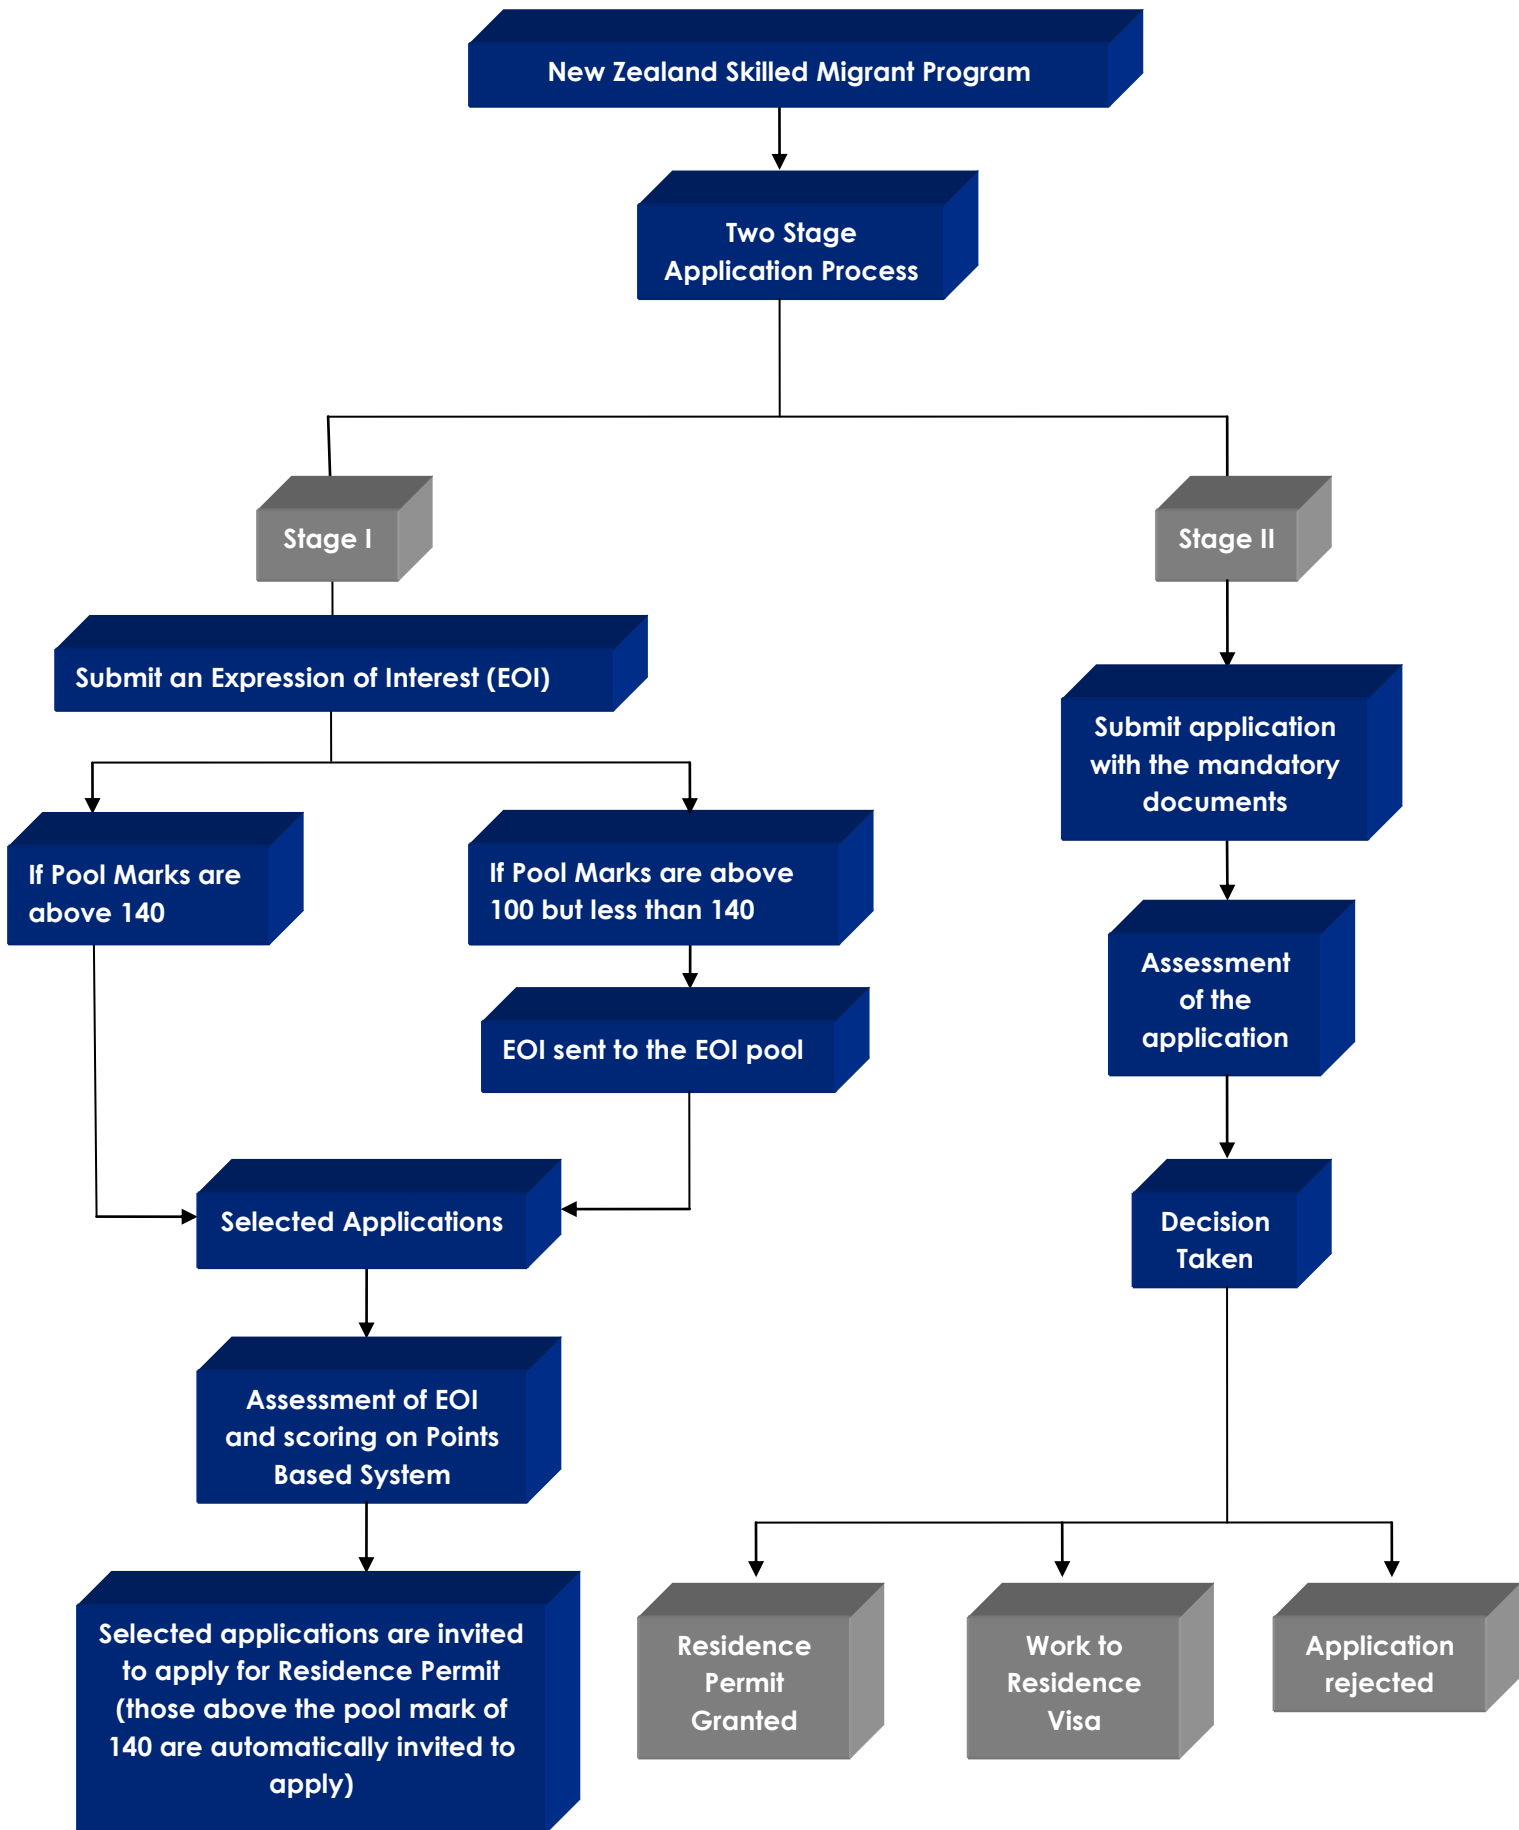 New Zealand Skilled Migrant Program
Two Stage
Application Process
Stage I
Stage II
Submit an Expression of Interest (EOI)
If Pool Marks are
above 140
If Pool Marks are above
100 but less than 140
EOI sent to the EOI pool
Selected Applications
Assessment of EOI
and scoring on Points
Based System
Selected applications are invited
to apply for Residence Permit
(those above the pool mark of
140 are automatically invited to
apply)
Submit application
with the mandatory
documents
Assessment
of the
application
Decision
Taken
Residence
Permit
Granted
Work to
Residence
Visa
Application
rejected